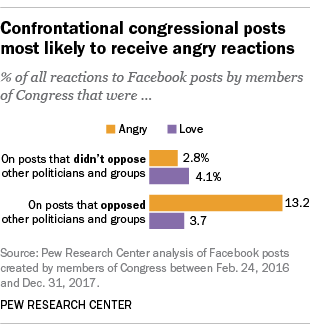 Confrontational congressional posts
most likely to receive angry reactions
% of all reactions to Facebook posts by members
of Congress that were ...
Angry Love
On posts that didn't oppose
other politicians and groups
2.8%
4.1%
On posts that opposed
other politicians and groups
13.2
3.7
Source: Pew Research Center analysis of Facebook posts
created by members of Congress between Feb. 24, 2016
and Dec. 31, 2017.
PEW RESEARCH CENTER